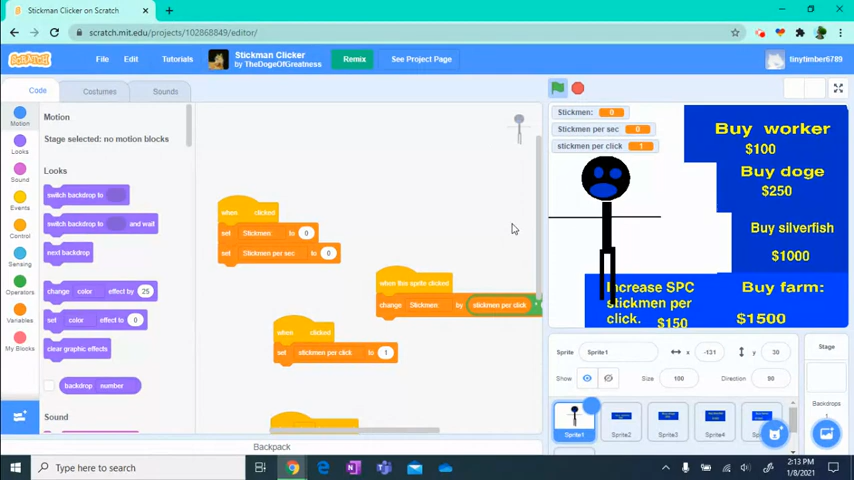 Stickman Clicker on Scratch
scratch.mit.edu/projects/102868849/editor/
SCRATCH
File
Edit
Tutorials
Stickman Clicker
by TheDogeOfGreatness
Remix
See Project Page
tinytimber6789
Code
Costumes
Sounds
Motion
Looks
Sound
Events
Control
Sensing
Operators
Variables
My Blocks
Motion
Stage selected: no motion blocks
Looks
switch backdrop to
switch backdrop to and wait
next backdrop
change color effect by 25
set color effect to 0
clear graphic effects
backdrop number
Sound
when clicked
set Stickmen: to 0
set Stickmen per sec to 0
when this sprite clicked
change Stickmen: by stickmen per click *
when clicked
set stickmen per click to 1
Backpack
Stickmen: 0
Stickmen per sec 0
stickmen per click 1
Buy worker
$100
Buy doge
$250
Buy silverfish
$1000
Increase SPC
stickmen per
click. $150
Buy farm:
$1500
Sprite
Sprite1
x
-131
y
30
Show
Size
100
Direction
90
Stage
Backdrops
1
Sprite1
Sprite2
Sprite3
Sprite4
Sprite5
Type here to search
2:13 PM
1/8/2021